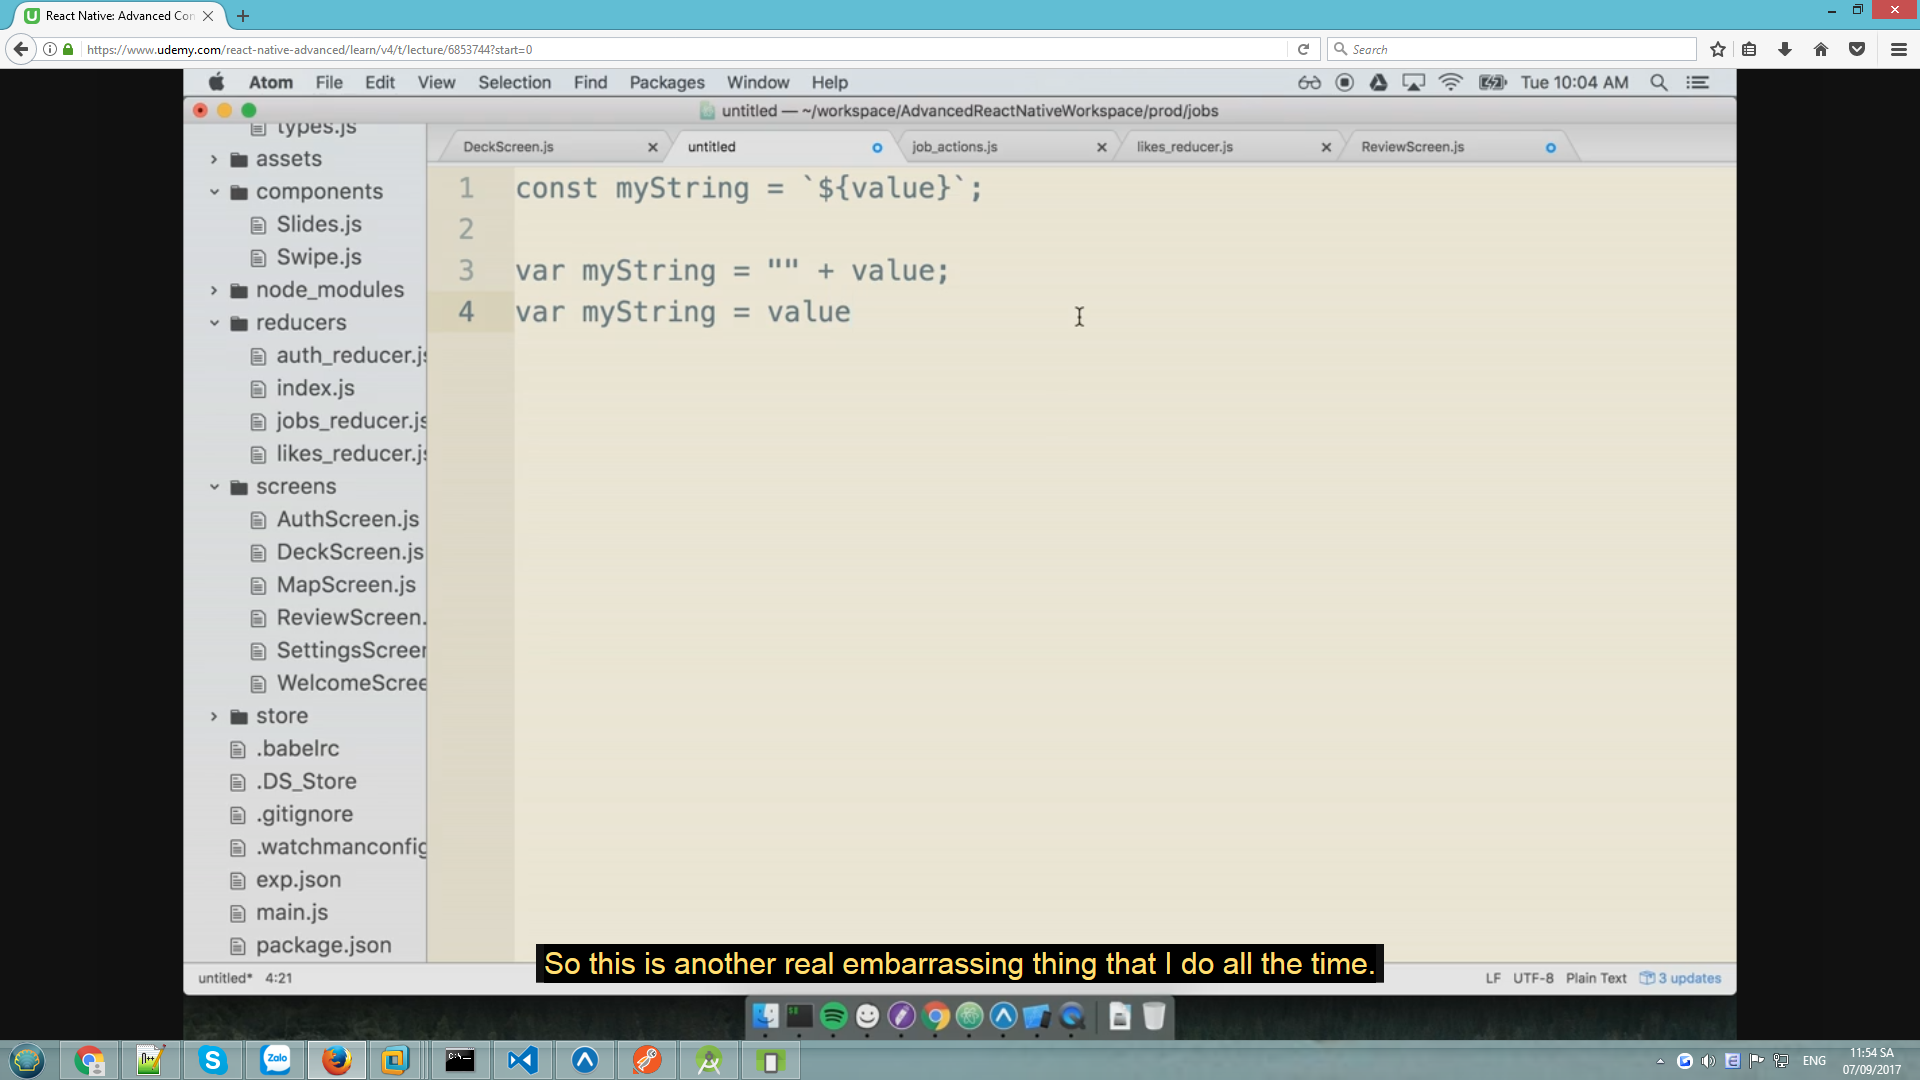 React Native: Advanced Con
https://www.udemy.com/react-native-advanced/learn/v4/t/lecture/6853744?start=0
Search
Atom File Edit View Selection Find Packages Window Help
Tue 10:04 AM
untitled — ~/workspace/AdvancedReactNativeWorkspace/prod/jobs
types.js
assets
components
Slides.js
Swipe.js
node_modules
reducers
auth_reducer.js
index.js
jobs_reducer.js
likes_reducer.js
screens
AuthScreen.js
DeckScreen.js
MapScreen.js
ReviewScreen.
SettingsScreen
WelcomeScree
store
.babelrc
.DS_Store
.gitignore
.watchmanconfig
exp.json
main.js
package.json
DeckScreen.js
untitled
job_actions.js
likes_reducer.js
ReviewScreen.js
1 const myString = `${value}`;
2
3 var myString = "" + value;
4 var myString = value
So this is another real embarrassing thing that I do all the time.
untitled* 4:21
LF UTF-8 Plain Text 3 updates
Zalo
ENG
11:54 SA
07/09/2017